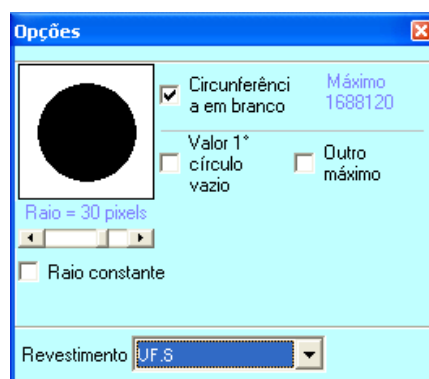 Opções
Circunferênci
a em branco
Máximo
1688120
Valor 1°
círculo
vazio
Outro
máximo
Raio = 30 pixels
Raio constante
Revestimento UF.S